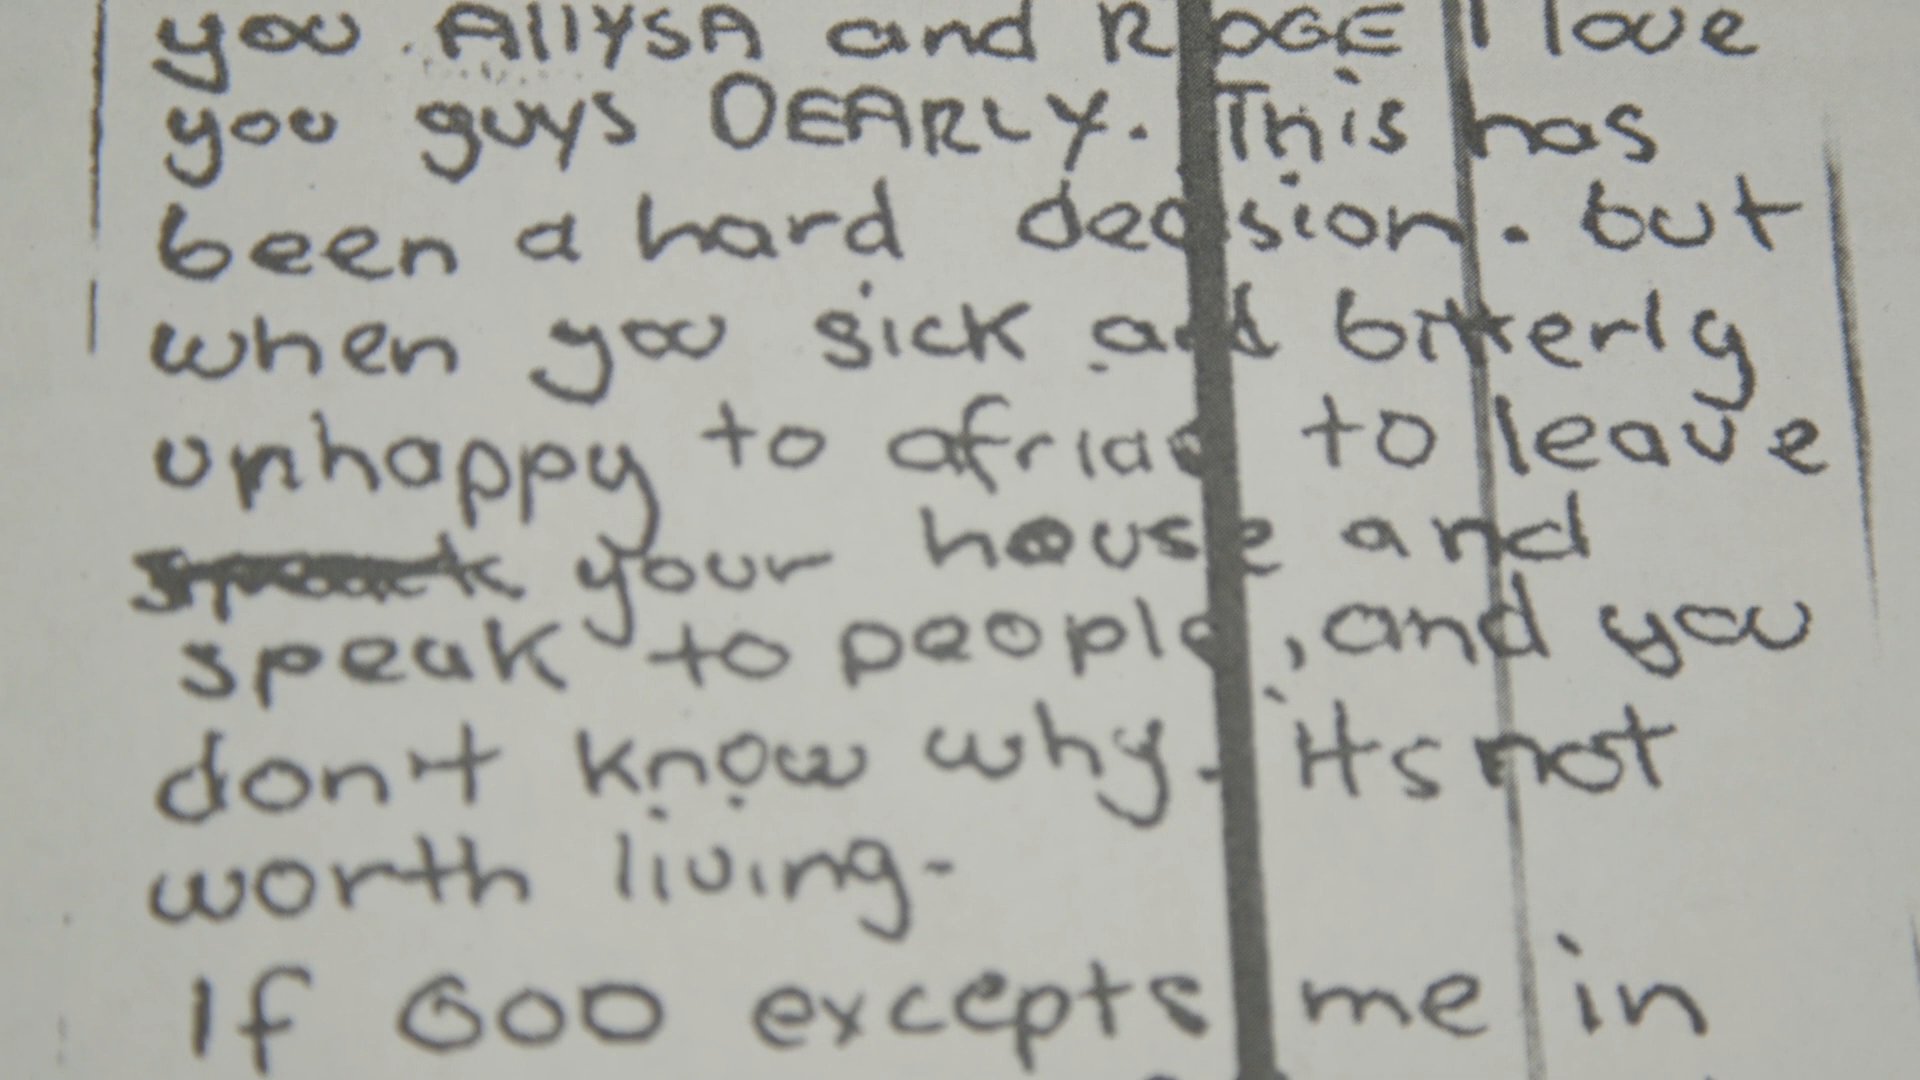 you Allysa and RIDGE I love
you guys DEARLY. This has
been a hard decision. but
when you sick and bitterly
unhappy to afriad to leave
your house and
speak to people, and you
don't know why. its not
worth living-
If GOD excepts me in